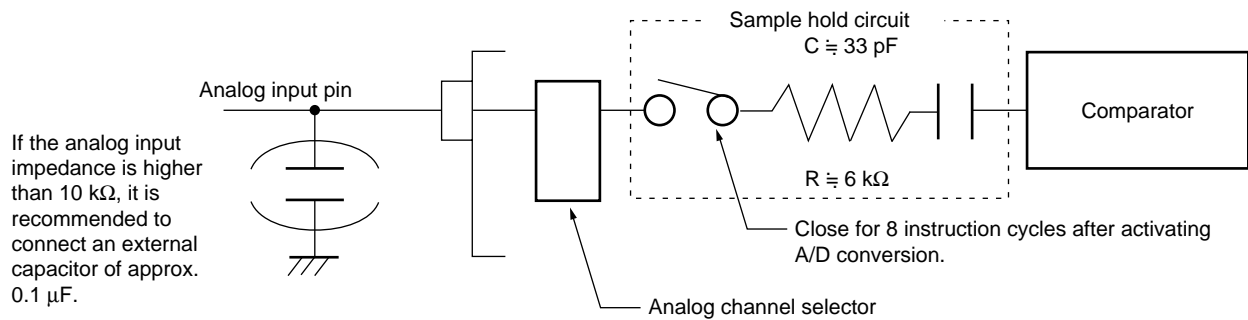 Sample hold circuit
C ≒ 33 pF
Analog input pin
Comparator
If the analog input
impedance is higher
than 10 kΩ, it is
recommended to
connect an external
capacitor of approx.
0.1 µF.
R ≒ 6 kΩ
Close for 8 instruction cycles after activating
A/D conversion.
Analog channel selector